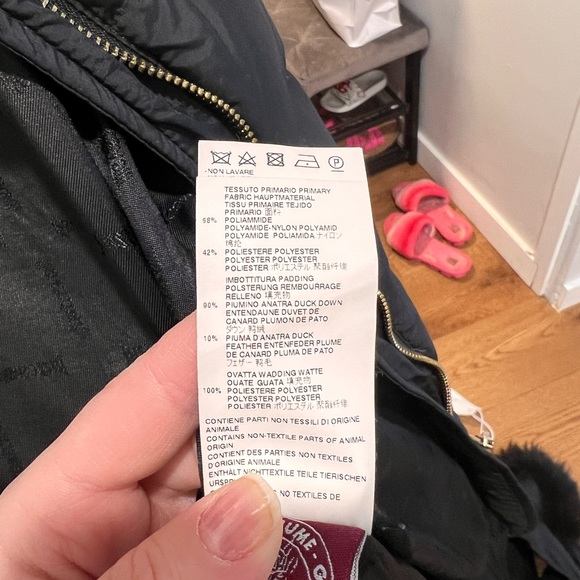 -NON LAVARE
TESSUTO PRIMARIO PRIMARY
FABRIC HAUPTMATERIAL
TISSU PRIMAIRE TEJIDO
PRIMARIO 面料
58% POLIAMMIDE
POLYAMIDE-NYLON POLYAMID
POLYAMIDE POLIAMIDA ナイロン
锦纶
42% POLIESTERE POLYESTER
POLYESTER POLYESTER
POLIESTER ポリエステル 聚酯纤维
IMBOTTITURA PADDING
POLSTERUNG REMBOURRAGE
RELLENO 填充物
90% PIUMINO ANATRA DUCK DOWN
ENTENDAUNE DUVET DE
CANARD PLUMON DE PATO
ダウン 鸭绒
10% PIUMA D'ANATRA DUCK
FEATHER ENTENFEDER PLUME
DE CANARD PLUMA DE PATO
フェザー 鸭毛
OVATTA WADDING WATTE
OUATE GUATA 填充物
100% POLIESTERE POLYESTER
POLYESTER POLYESTER
POLIESTER ポリエステル 聚酯纤维
CONTIENE PARTI NON TESSILI DI ORIGINE
ANIMALE
CONTAINS NON-TEXTILE PARTS OF ANIMAL
ORIGIN
CONTIENT DES PARTIES NON TEXTILES
D'ORIGINE ANIMALE
ENTHÄLT NICHTTEXTILE TEILE TIERISCHEN
URSPR
NO TEXTILES DE
P